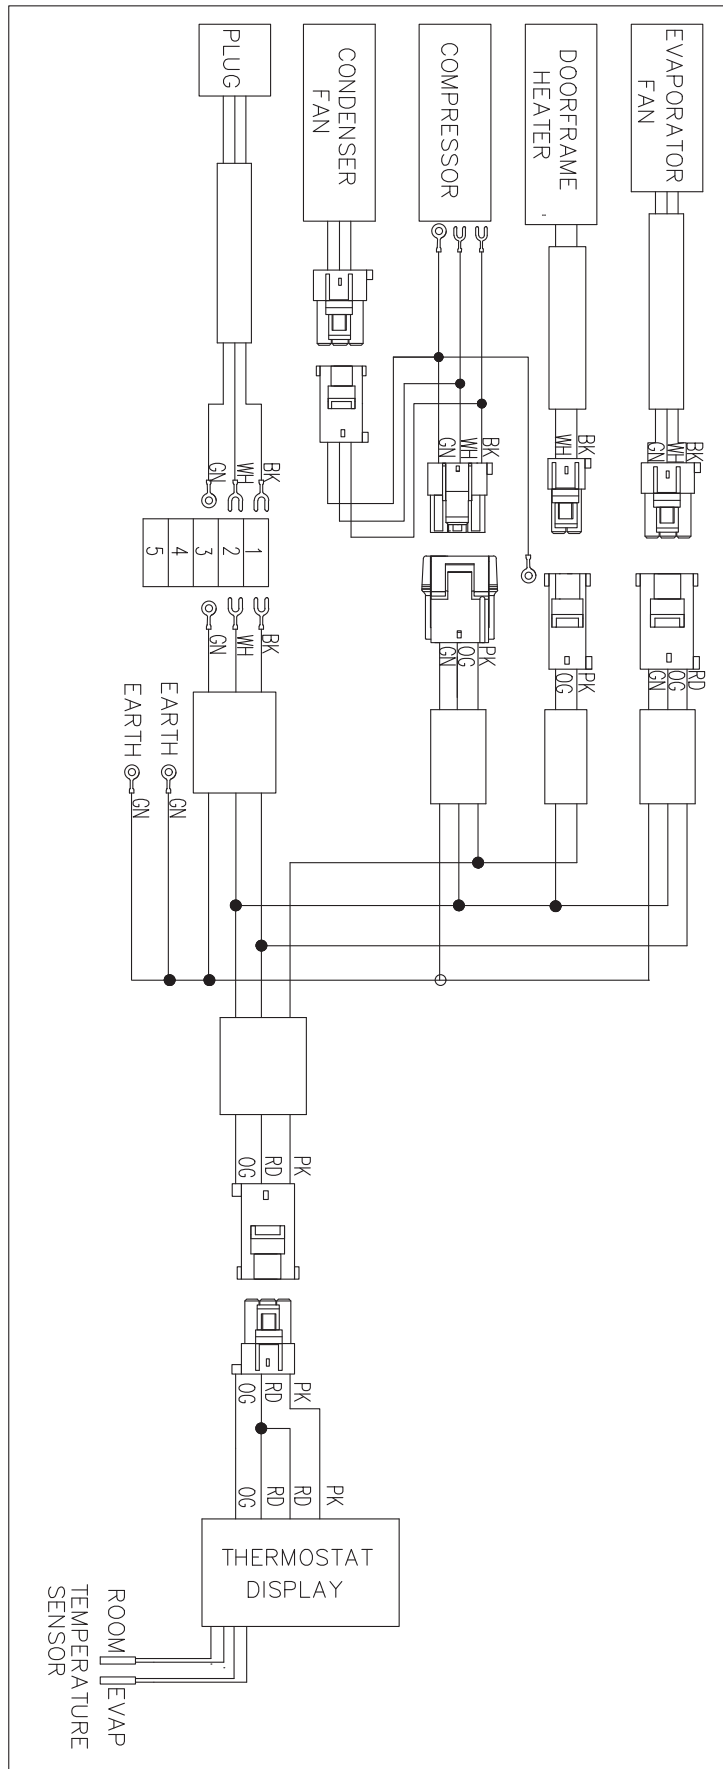 PLUG
CONDENSER
FAN
COMPRESSOR
DOORFRAME
HEATER
EVAPORATOR
FAN
GN
WH
BK
GN
WH
BK
WH
BK
GN
WH
BK
5
4
3
2
1
GN
WH
BK
GN
OG
PK
OG
PK
GN
OG
RD
EARTH
EARTH
GN
GN
OG
RD
PK
OG
RD
PK
OG
RD
RD
PK
THERMOSTAT
DISPLAY
ROOM
EVAP
TEMPERATURE
SENSOR